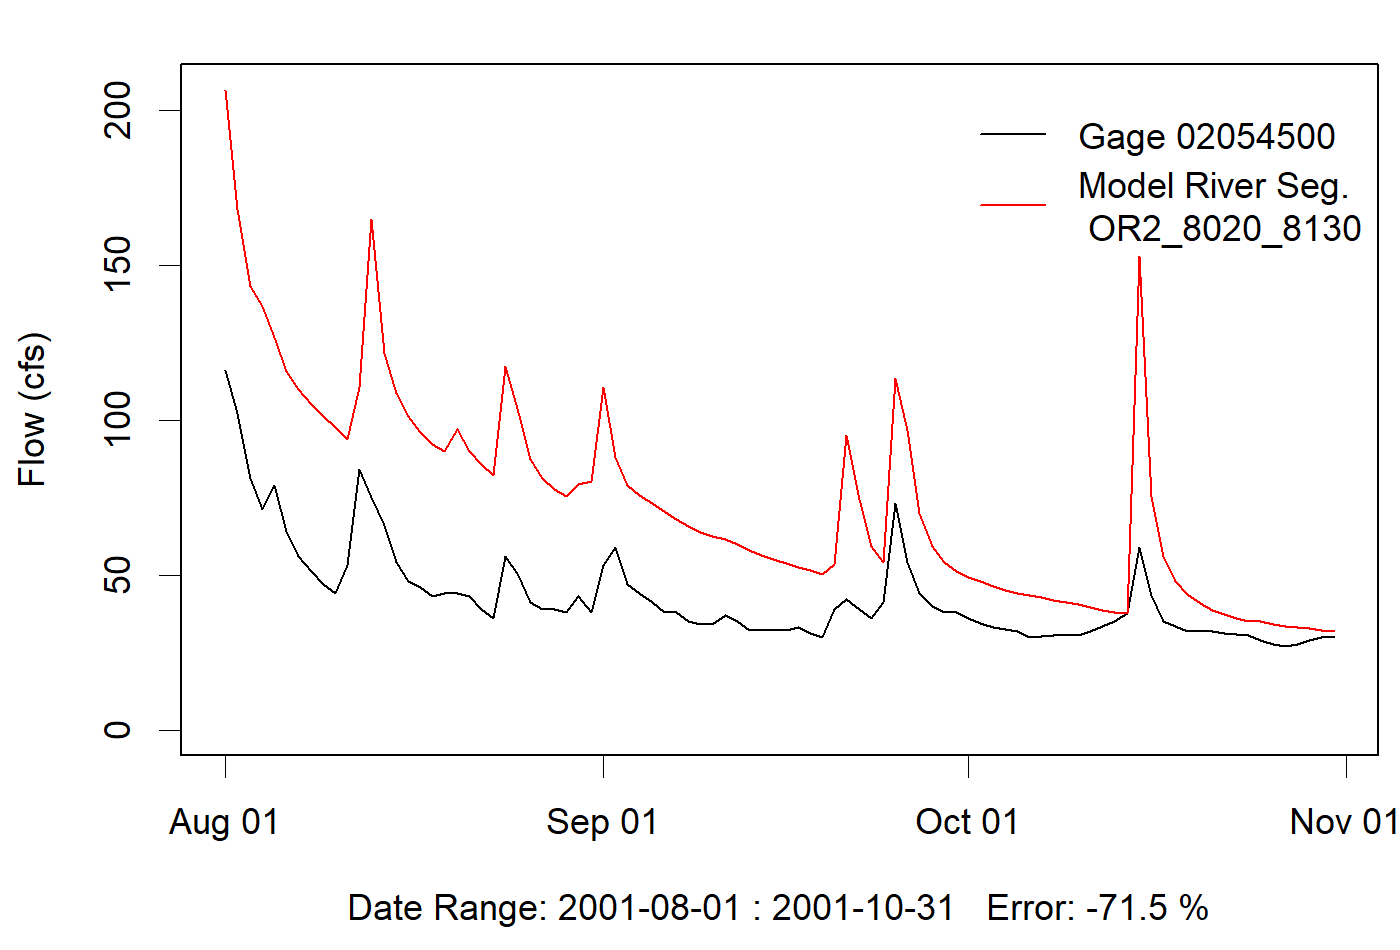 200
150
100
50
0
Flow (cfs)
Gage 02054500
Model River Seg.
OR2_8020_8130
Aug 01
Sep 01
Oct 01
Nov 01
Date Range: 2001-08-01 : 2001-10-31 Error: -71.5 %